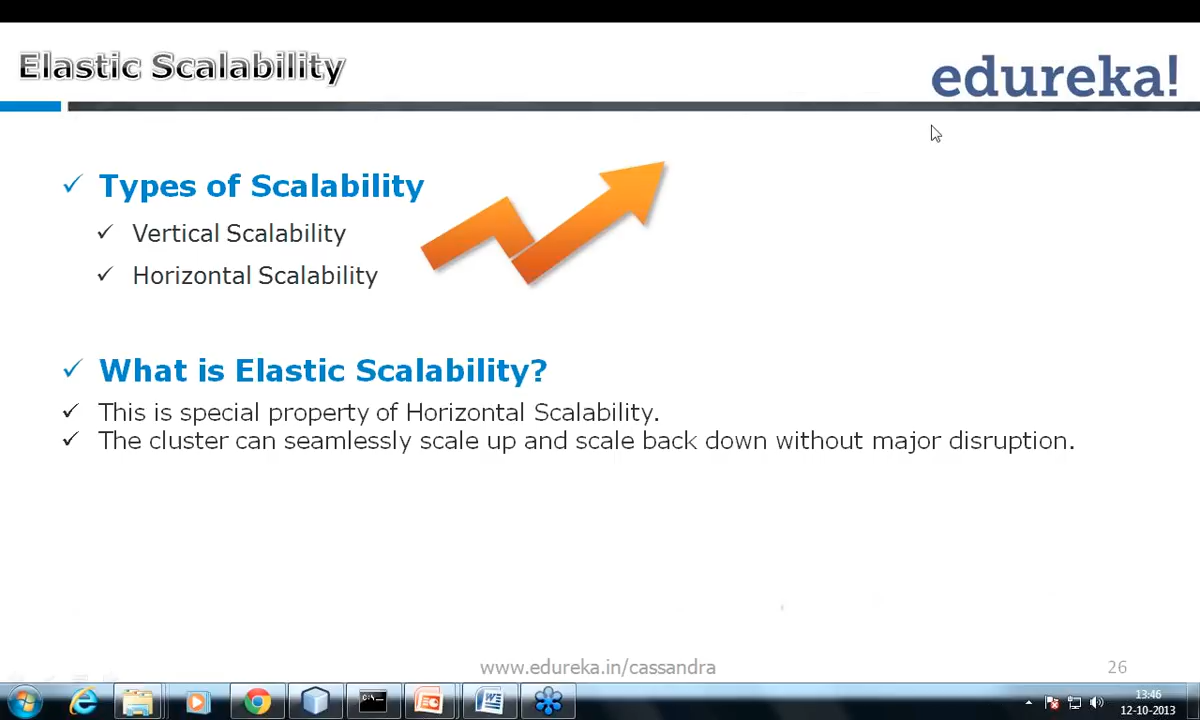 Elastic Scalability
edureka!
Types of Scalability
Vertical Scalability
Horizontal Scalability
What is Elastic Scalability?
This is special property of Horizontal Scalability.
The cluster can seamlessly scale up and scale back down without major disruption.
www.edureka.in/cassandra
26
13:46
12-10-2013